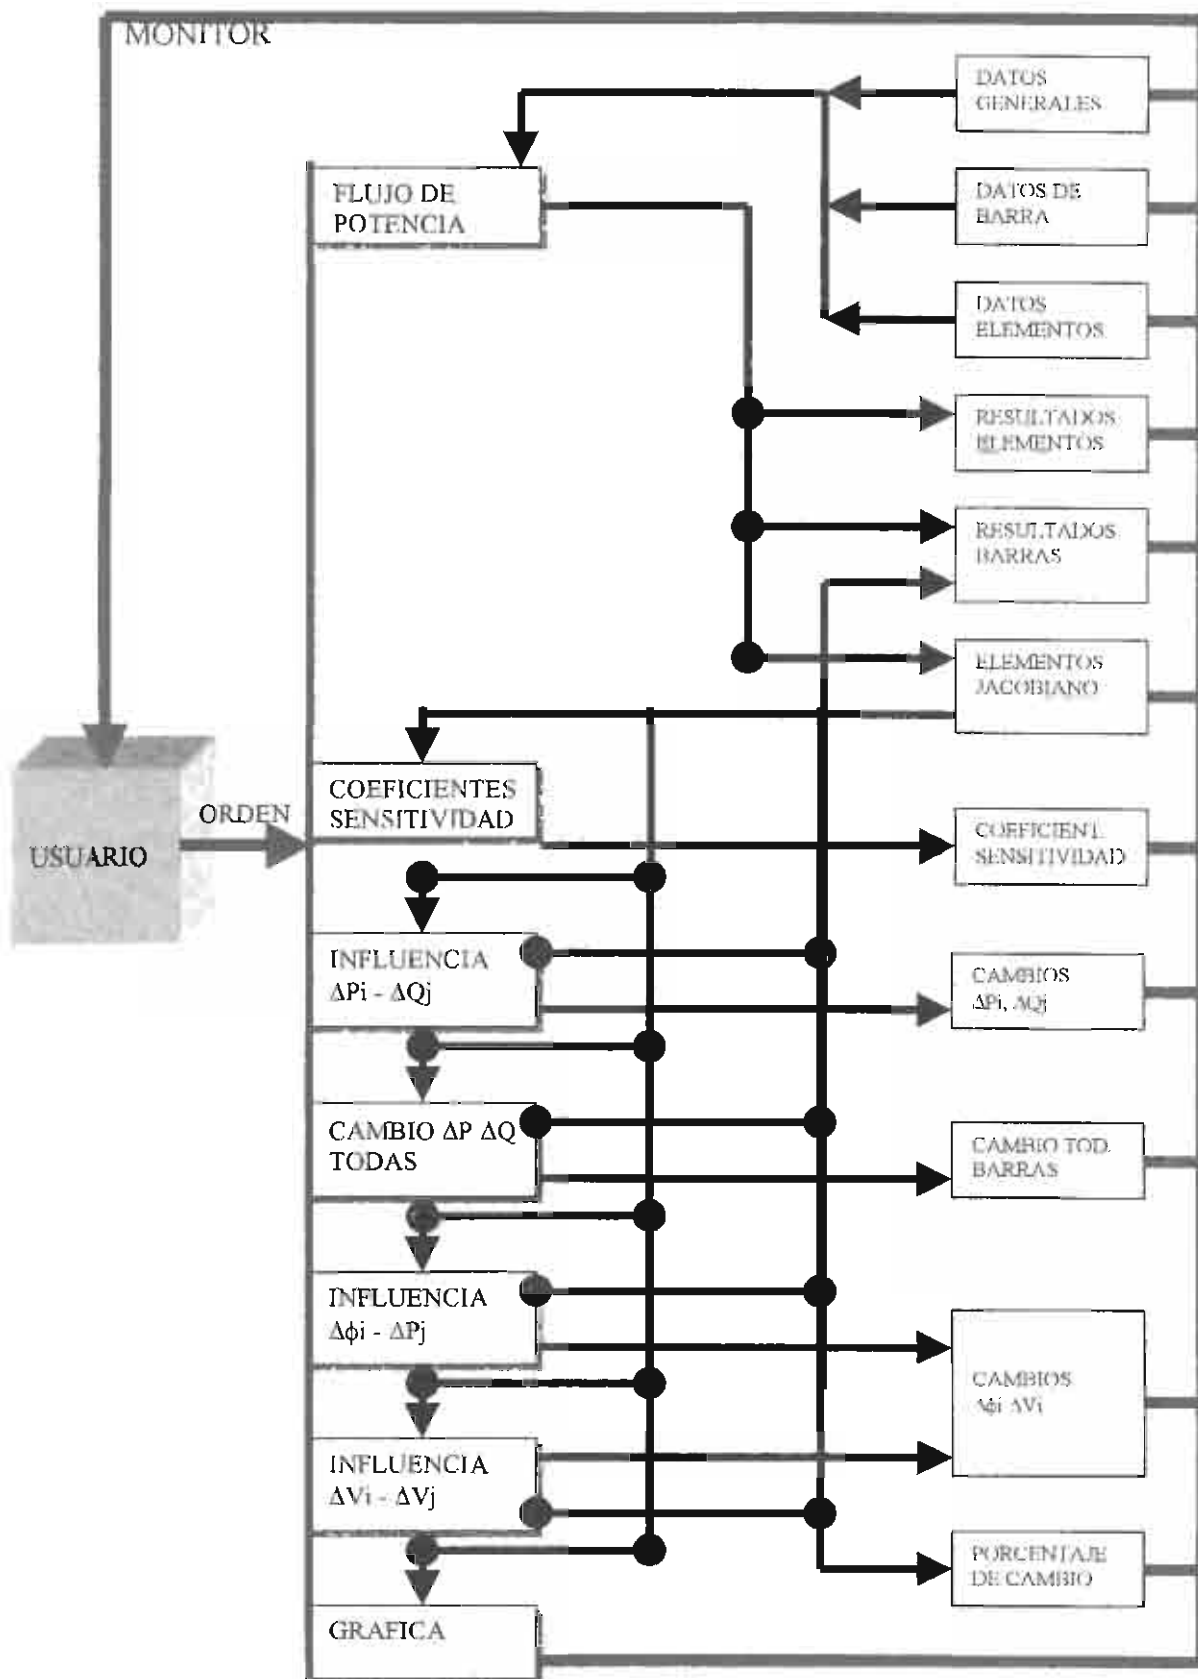 MONITOR
DATOS
GENERALES
FLUJO DE
POTENCIA
DATOS DE
BARRA
DATOS
ELEMENTOS
RESULTADOS
ELEMENTOS
RESULTADOS
BARRAS
ELEMENTOS
JACOBIANO
USUARIO
ORDEN
COEFICIENTES
SENSITIVIDAD
COEFICIENT.
SENSITIVIDAD
INFLUENCIA
ΔPi - ΔQj
CAMBIOS
ΔPi, ΔQj
CAMBIO ΔP ΔQ
TODAS
CAMBIO TOD.
BARRAS
INFLUENCIA
Δϕi - ΔPj
CAMBIOS
Δϕi ΔVi
INFLUENCIA
ΔVi - ΔVj
PORCENTAJE
DE CAMBIO
GRAFICA